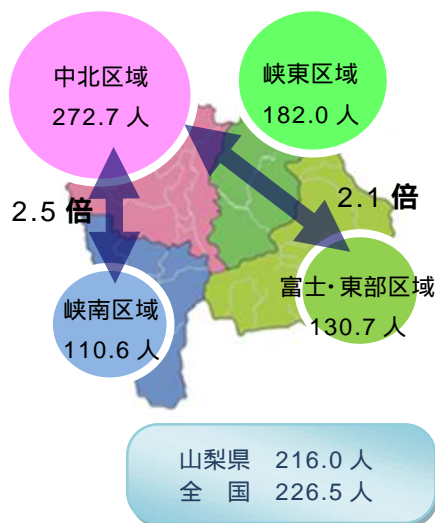 中北区域
272.7 人
峡東区域
182.0 人
2.5 倍
2.1 倍
峡南区域
110.6 人
富士・東部区域
130.7 人
山梨県　216.0 人
全　国　226.5 人